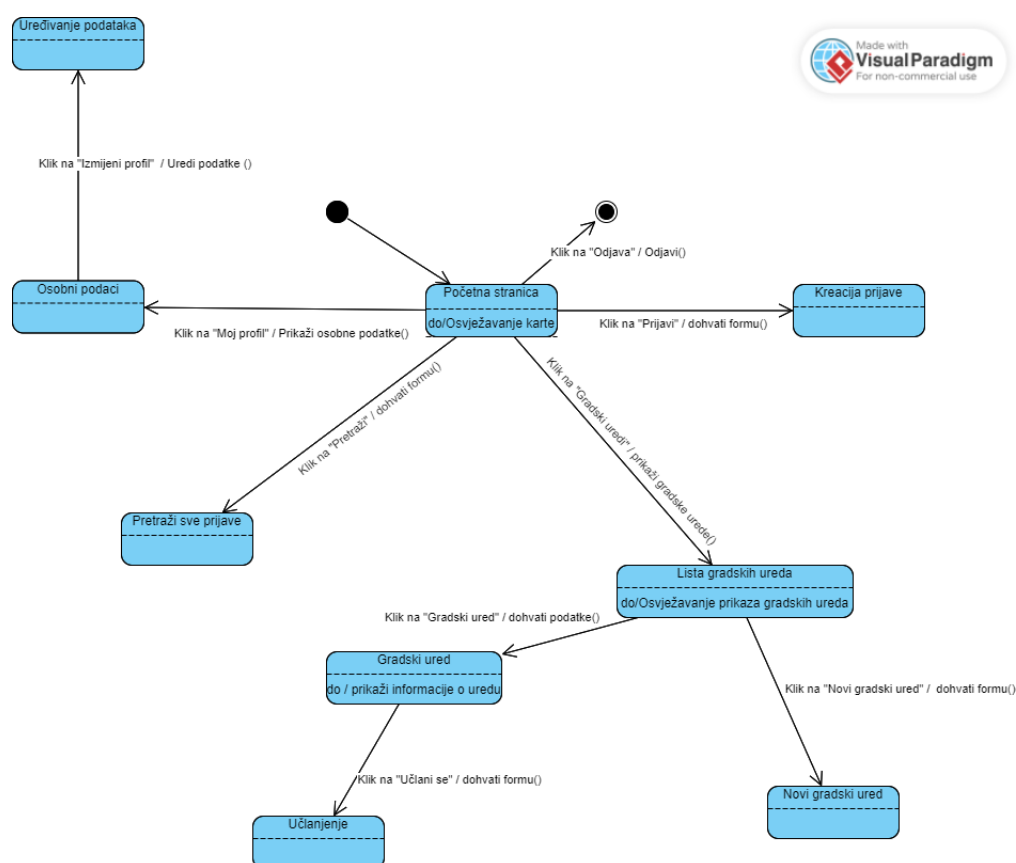 Uređivanje podataka
Made with
VisualParadigm
For non-commercial use
Klik na "Izmijeni profil"  / Uredi podatke ()
Klik na "Odjava" / Odjavi()
Osobni podaci
Početna stranica
do/Osvježavanje karte
Kreacija prijave
Klik na "Moj profil" / Prikaži osobne podatke()
Klik na "Prijavi" / dohvati formu()
Klik na "Pretraži" / dohvati formu()
Klik na "Gradski uredi" / prikaži gradske urede()
Pretraži sve prijave
Lista gradskih ureda
do/Osvježavanje prikaza gradskih ureda
Klik na "Gradski ured" / dohvati podatke()
Gradski ured
do / prikaži informacije o uredu
Klik na "Novi gradski ured" /  dohvati formu()
Klik na "Učlani se" / dohvati formu()
Novi gradski ured
Učlanjenje